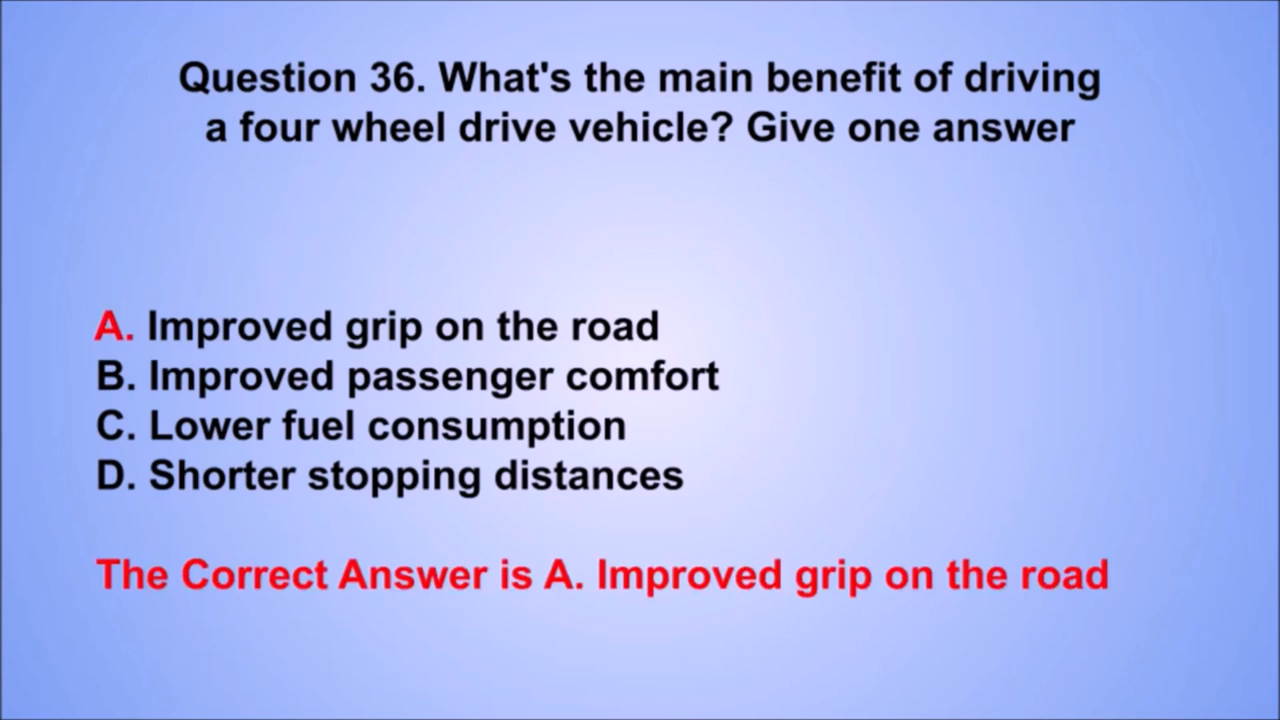 Question 36. What's the main benefit of driving
a four wheel drive vehicle? Give one answer
A. Improved grip on the road
B. Improved passenger comfort
C. Lower fuel consumption
D. Shorter stopping distances
The Correct Answer is A. Improved grip on the road